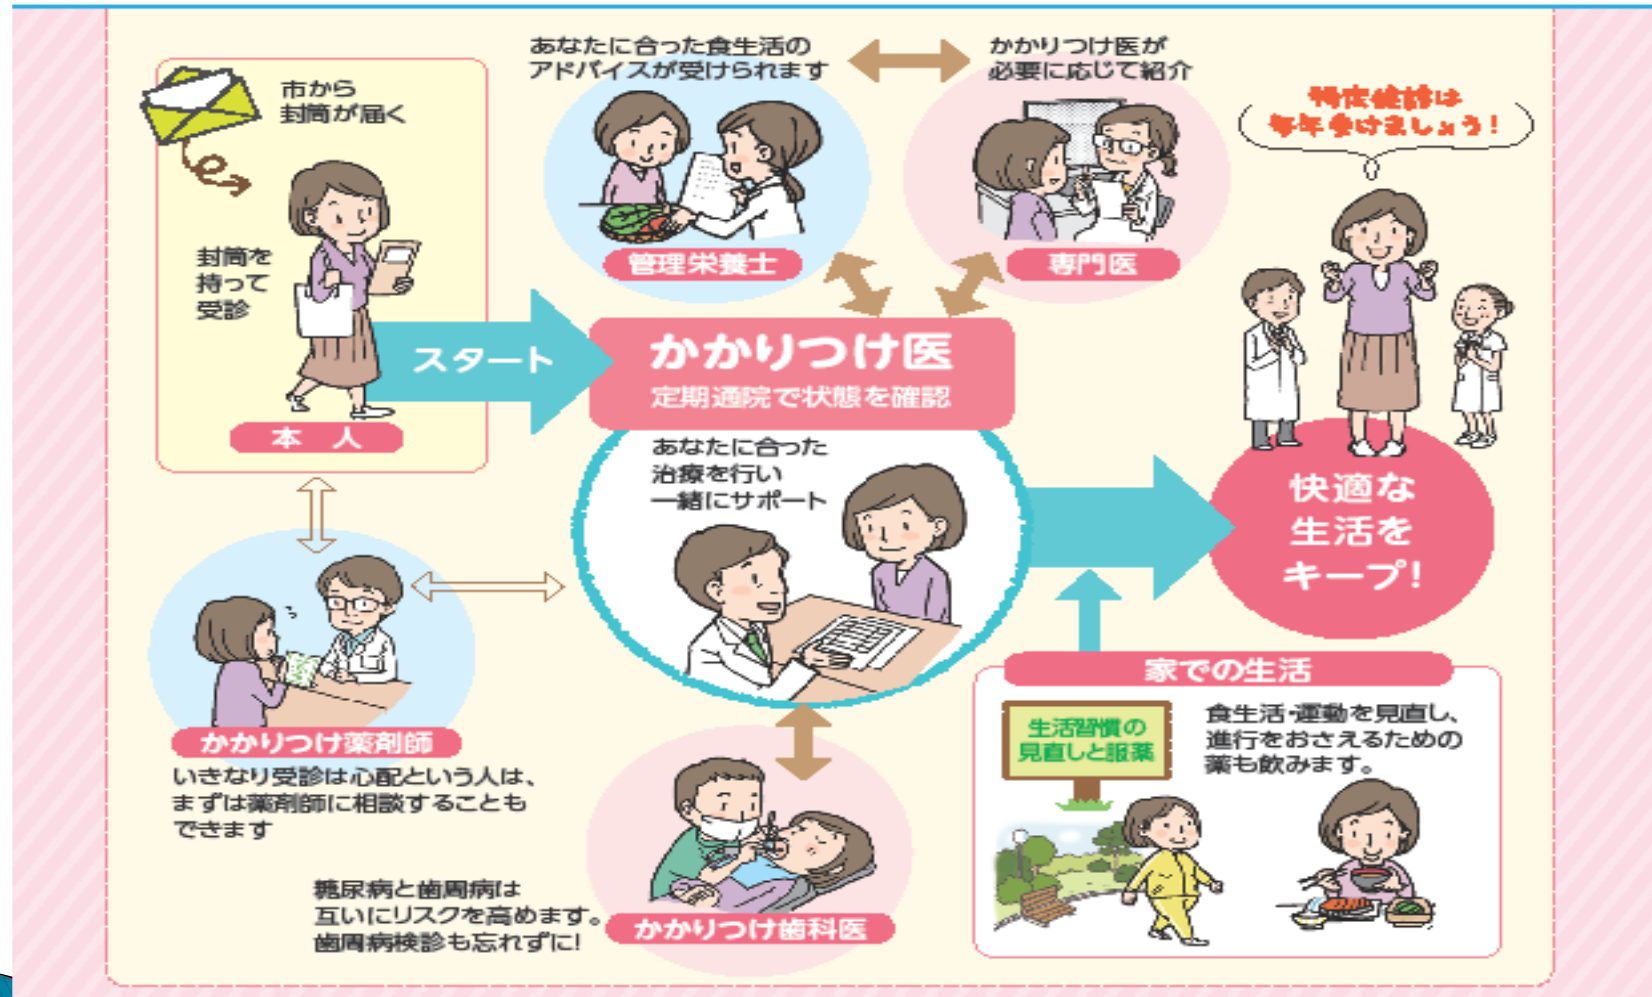 市から
封筒が届く
封筒を
持って
受診
本 人
スタート
あなたに合った食生活の
アドバイスが受けられます
管理栄養士
かかりつけ医が
必要に応じて紹介
専門医
かかりつけ医
定期通院で状態を確認
あなたに合った
治療を行い
一緒にサポート
特定健診は
毎年受けましょう!
快適な
生活を
キープ!
かかりつけ薬剤師
いきなり受診は心配という人は、
まずは薬剤師に相談することも
できます
糖尿病と歯周病は
互いにリスクを高めます。
歯周病検診も忘れずに!
かかりつけ歯科医
家での生活
生活習慣の
見直しと服薬
食生活・運動を見直し、
進行をおさえるための
薬も飲みます。